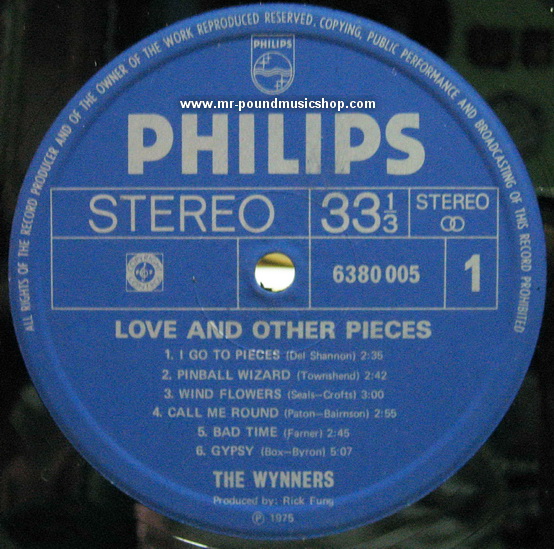 ALL RIGHTS OF THE RECORD PRODUCER AND OF THE OWNER OF THE WORK REPRODUCED RESERVED, COPYING, PUBLIC PERFORMANCE AND BROADCASTING OF THIS RECORD PROHIBITED
PHILIPS
www.mr-poundmusicshop.com
PHILIPS
STEREO 33 1/3 STEREO
6380 005 1
LOVE AND OTHER PIECES
1. I GO TO PIECES (Del Shannon) 2:35
2. PINBALL WIZARD (Townshend) 2:42
3. WIND FLOWERS (Seals-Crofts) 3:00
4. CALL ME ROUND (Paton-Bairnson) 2:55
5. BAD TIME (Farner) 2:45
6. GYPSY (Box-Byron) 5:07
THE WYNNERS
Produced by: Rick Fung
Ⓟ 1975